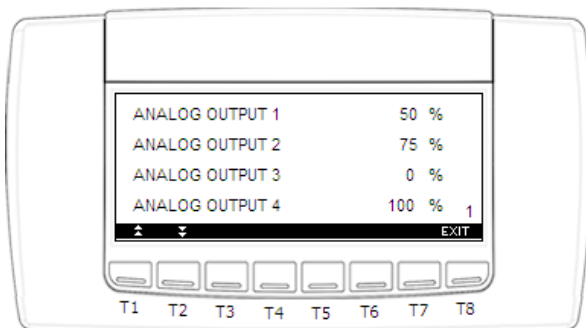 ANALOG OUTPUT 1 50 %
ANALOG OUTPUT 2 75 %
ANALOG OUTPUT 3 0 %
ANALOG OUTPUT 4 100 % 1
EXIT
T1 T2 T3 T4 T5 T6 T7 T8